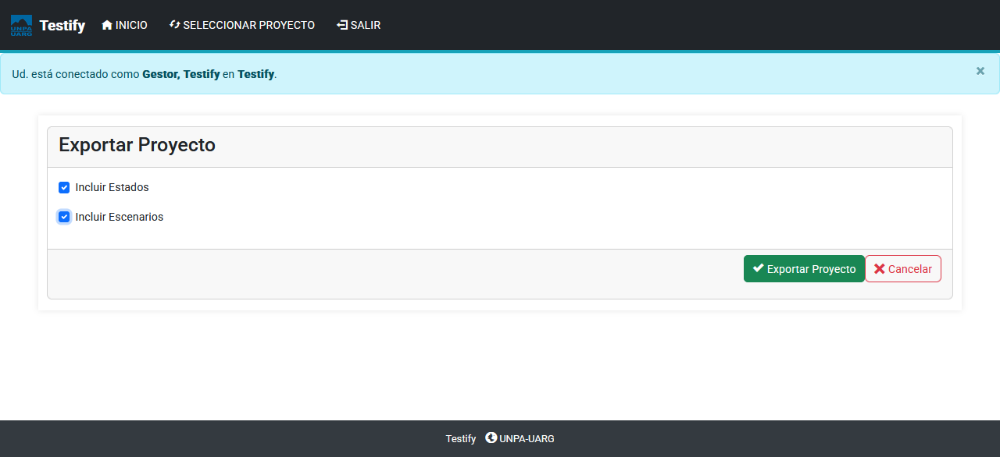 UNPA
UARG
Testify INICIO SELECCIONAR PROYECTO SALIR
Ud. está conectado como Gestor, Testify en Testify. ×
Exportar Proyecto
Incluir Estados
Incluir Escenarios
Exportar Proyecto Cancelar
Testify UNPA-UARG